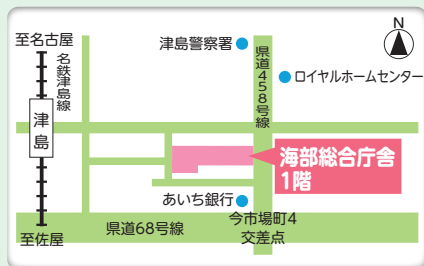 至名古屋
名鉄津島線
津島
至佐屋
津島警察署
県道458号線
N
ロイヤルホームセンター
海部総合庁舎
1階
あいち銀行
県道68号線
今市場町4
交差点